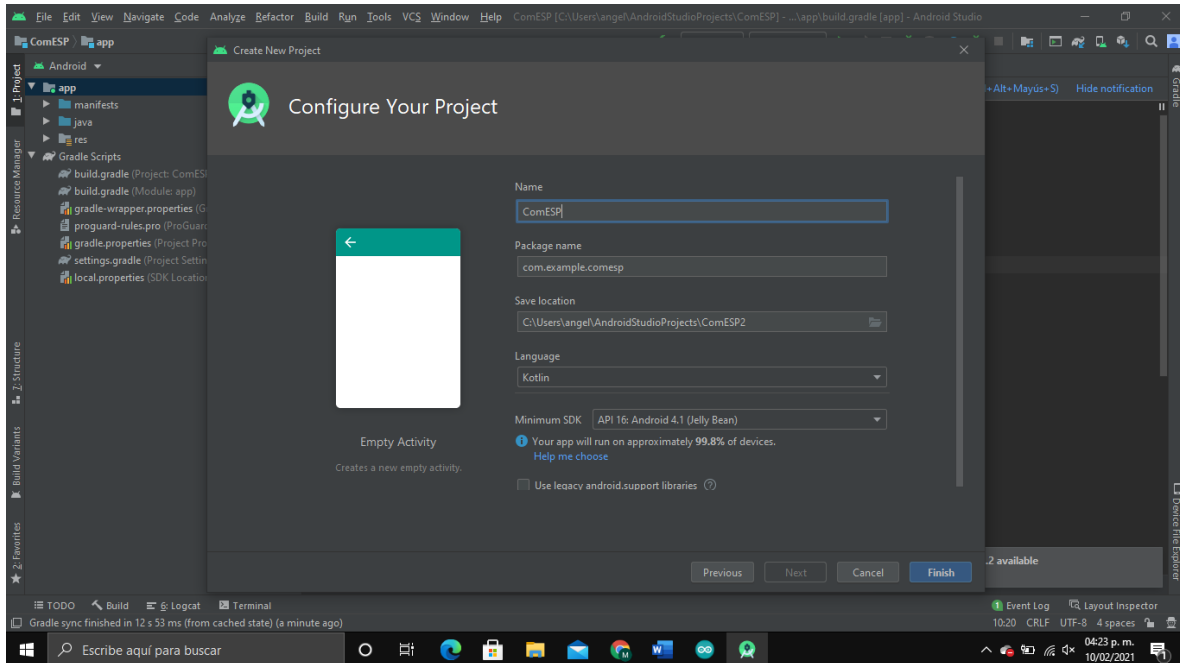 File Edit View Navigate Code Analyze Refactor Build Run Tools VCS Window Help ComESP [C:\Users\angel\AndroidStudioProjects\ComESP] - ...\app\build.gradle [app] - Android Studio
ComESP app
Create New Project
Android
1: Project
app
manifests
java
res
Gradle Scripts
build.gradle (Project: ComES
build.gradle (Module: app)
gradle-wrapper.properties (G
proguard-rules.pro (ProGuar
gradle.properties (Project Pro
settings.gradle (Project Settin
local.properties (SDK Locatio
Resource Manager
7: Structure
Build Variants
2: Favorites
Configure Your Project
Name
ComESP
Package name
com.example.comesp
Save location
C:\Users\angel\AndroidStudioProjects\ComESP2
Language
Kotlin
Minimum SDK API 16: Android 4.1 (Jelly Bean)
Your app will run on approximately 99.8% of devices.
Help me choose
Use legacy android.support libraries
Empty Activity
Creates a new empty activity.
Previous Next Cancel Finish
+Alt+Mayús+S) Hide notification
Gradle
Device File Explorer
.2 available
TODO Build 6: Logcat Terminal
1 Event Log Layout Inspector
Gradle sync finished in 12 s 53 ms (from cached state) (a minute ago)
10:20 CRLF UTF-8 4 spaces
Escribe aquí para buscar
04:23 p. m.
10/02/2021